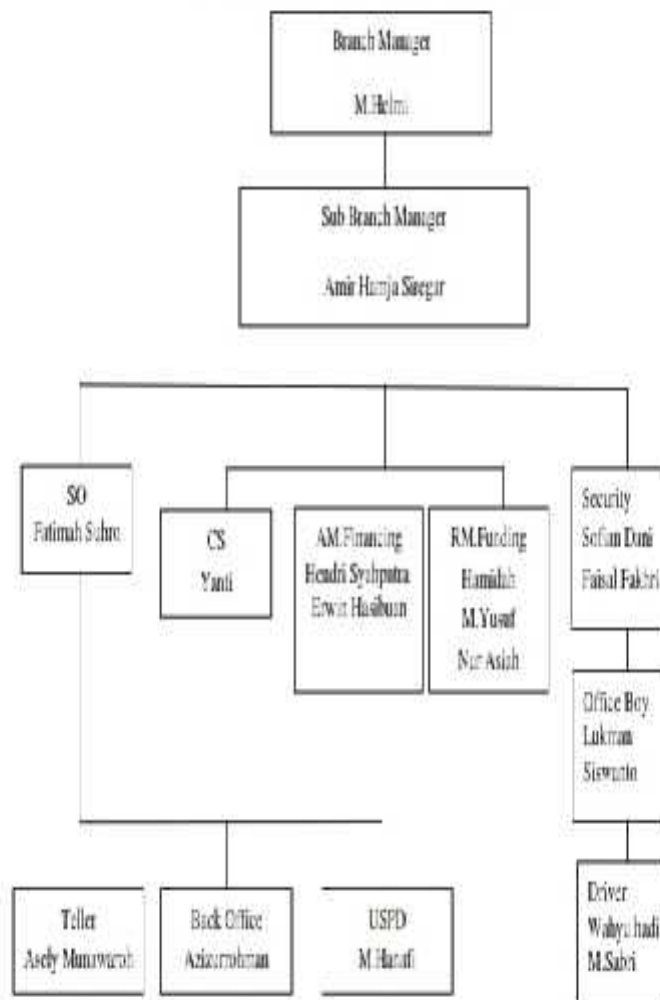 Branch Manager
M.Helmi
Sub Branch Manager
Amir Hamja Siregar
SO
Fatimah Suhro
CS
Yanti
AM.Financing
Hendri Syahputra
Erwin Hasibuan
RM.Funding
Hamidah
M.Yusuf
Nur Asiah
Security
Sofian Dani
Faisal Fakhri
Office Boy
Lukman
Siswanto
Teller
Asely Munawaroh
Back Office
Azizurrohman
USPD
M.Hanafi
Driver
Wahyu hadi
M.Sabri